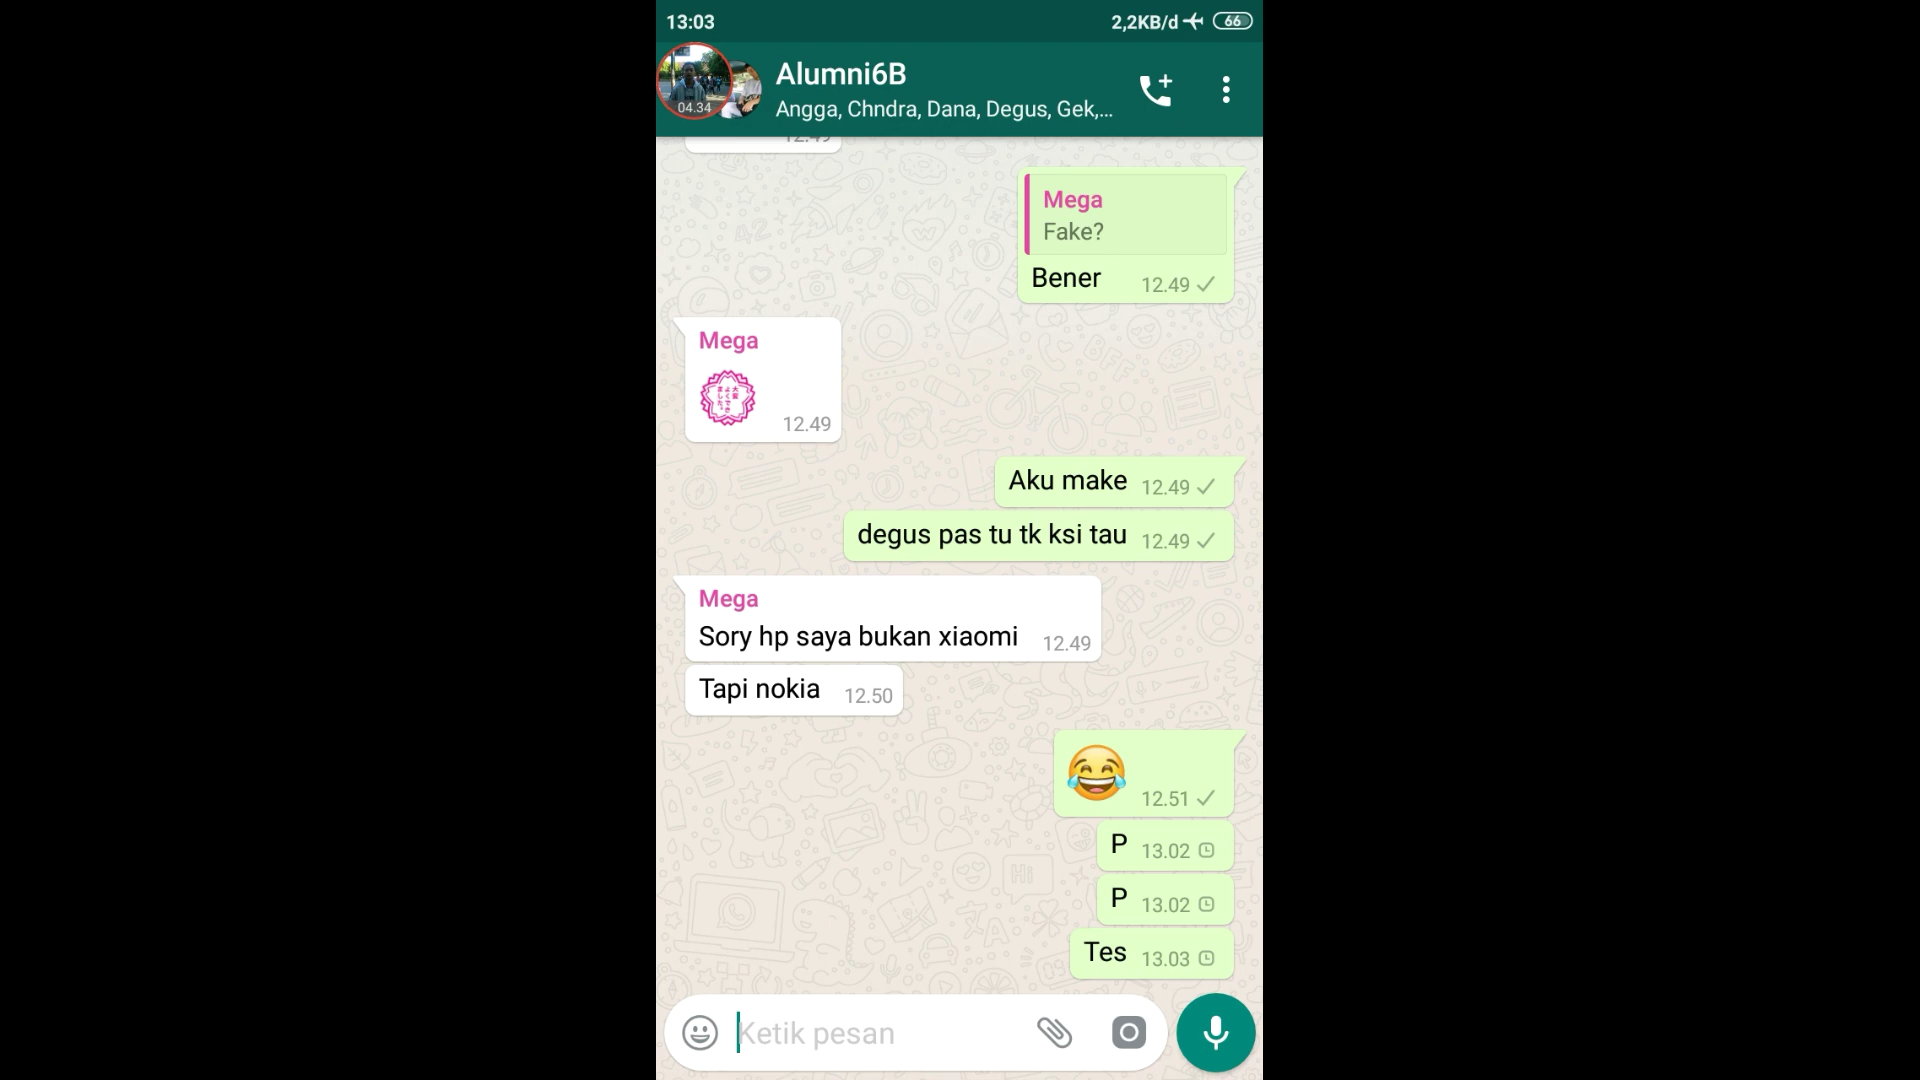 13:03
2,2KB/d
66
04.34
Alumni6B
Angga, Chndra, Dana, Degus, Gek,...
12.49
Mega
Fake?
Bener 12.49
Mega
12.49
Aku make 12.49
degus pas tu tk ksi tau 12.49
Mega
Sory hp saya bukan xiaomi 12.49
Tapi nokia 12.50
😂 12.51
P 13.02
P 13.02
Tes 13.03
Ketik pesan